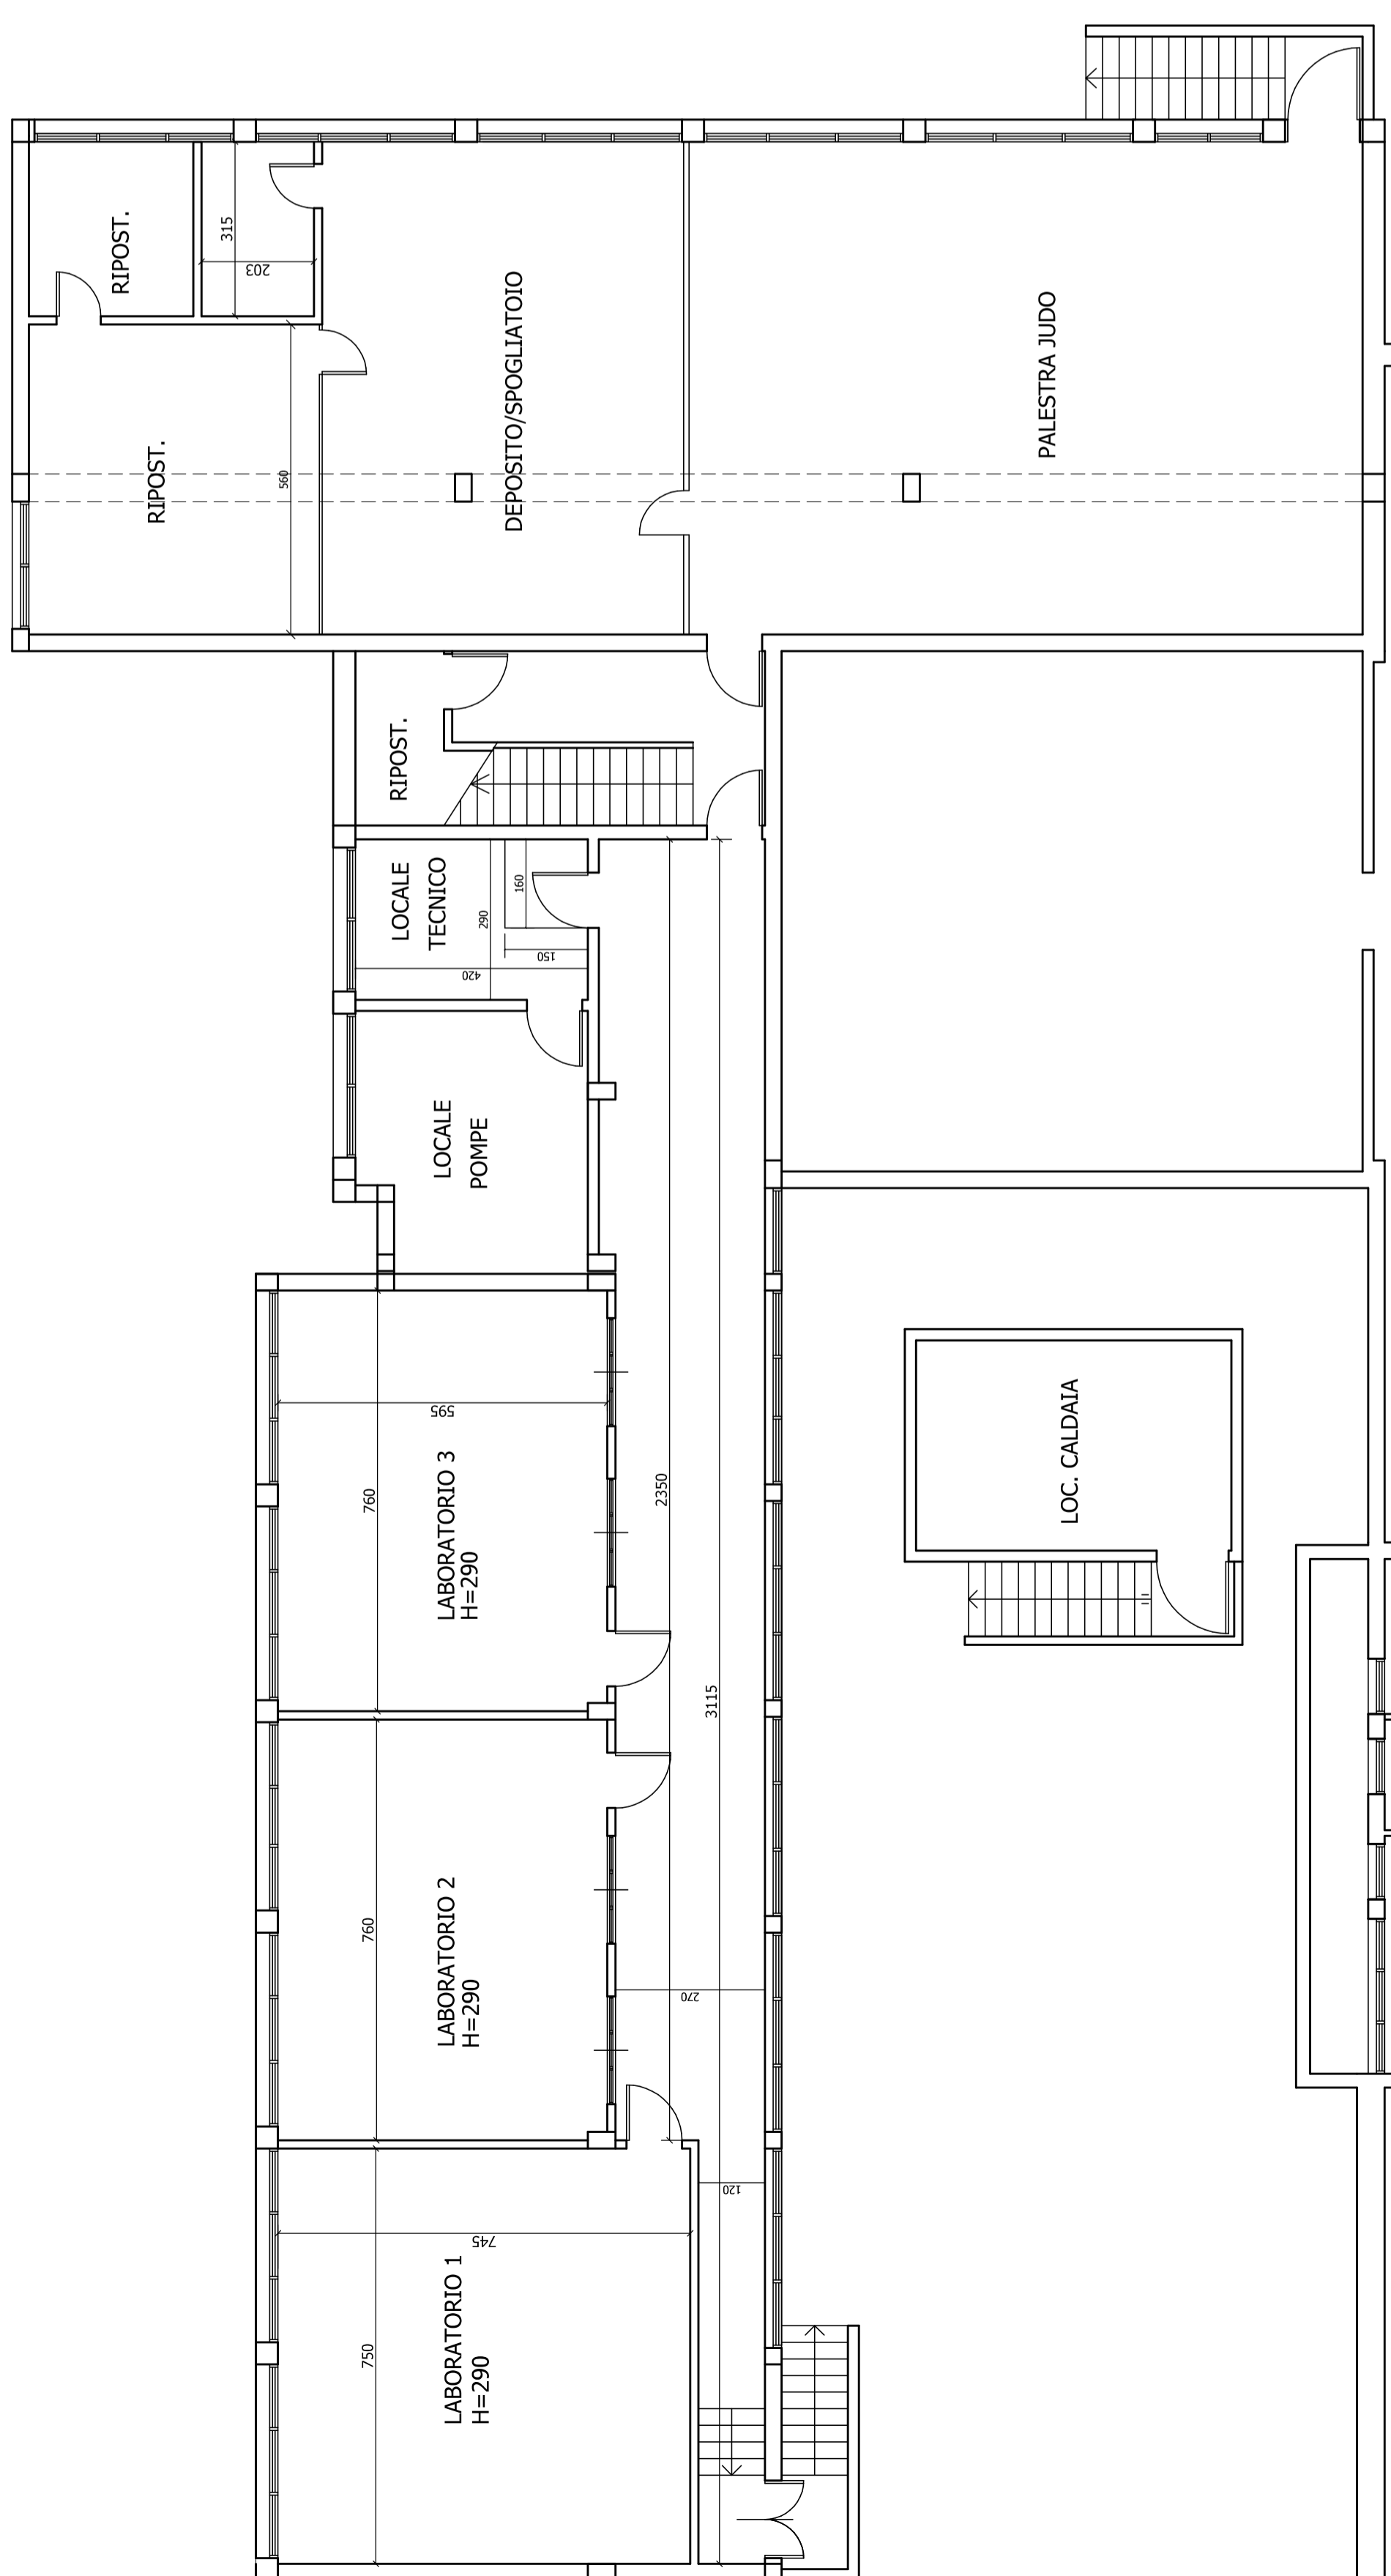 RIPOST.
315
203
RIPOST.
560
DEPOSITO/SPOGLIATOIO
PALESTRA JUDO
RIPOST.
LOCALE
TECNICO
290
160
150
420
LOCALE
POMPE
595
760
LABORATORIO 3
H=290
2350
3115
LOC. CALDAIA
760
LABORATORIO 2
H=290
270
120
745
750
LABORATORIO 1
H=290